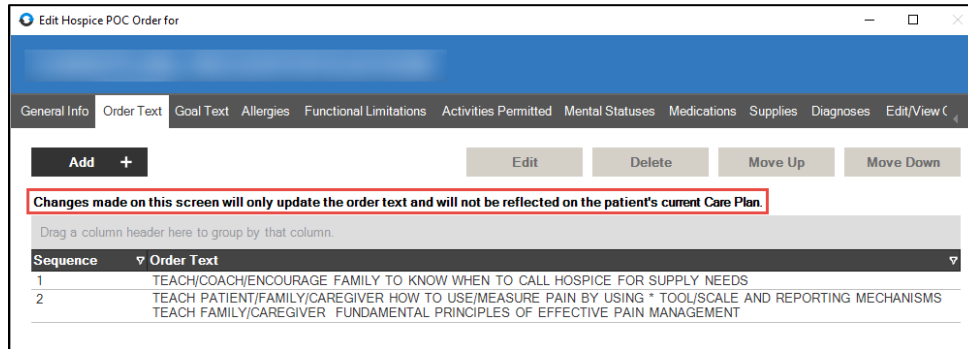 Edit Hospice POC Order for
General Info Order Text Goal Text Allergies Functional Limitations Activities Permitted Mental Statuses Medications Supplies Diagnoses Edit/View
Add + Edit Delete Move Up Move Down
Changes made on this screen will only update the order text and will not be reflected on the patient's current Care Plan.
Drag a column header here to group by that column.
Sequence Order Text
1 TEACH/COACH/ENCOURAGE FAMILY TO KNOW WHEN TO CALL HOSPICE FOR SUPPLY NEEDS
2 TEACH PATIENT/FAMILY/CAREGIVER HOW TO USE/MEASURE PAIN BY USING * TOOL/SCALE AND REPORTING MECHANISMS
TEACH FAMILY/CAREGIVER FUNDAMENTAL PRINCIPLES OF EFFECTIVE PAIN MANAGEMENT